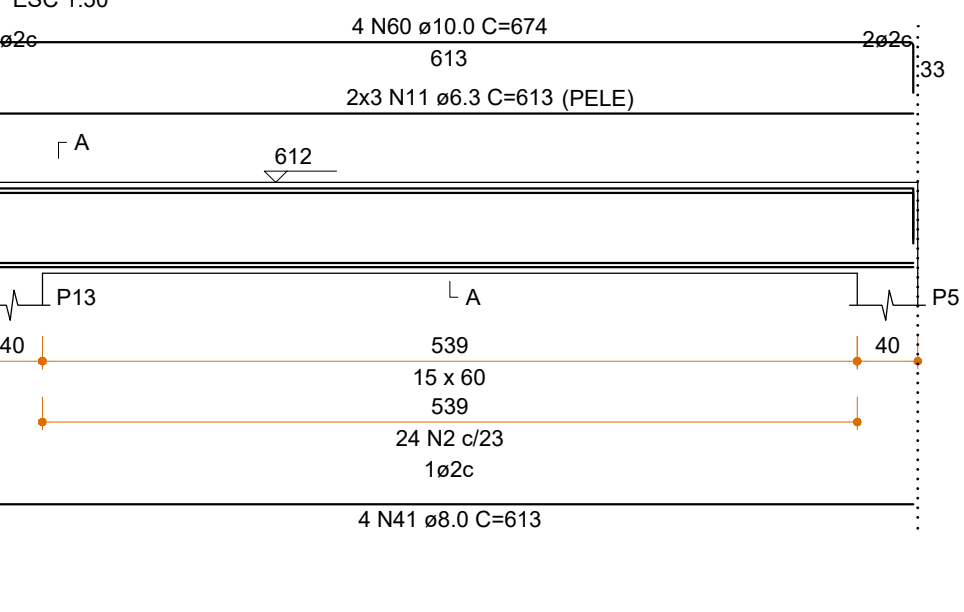 ESC 1:50
4 N60 ø10.0 C=674
ø2c
2ø2c
613
33
2x3 N11 ø6.3 C=613 (PELE)
A
612
P13
A
P5
40
539
40
15 x 60
539
24 N2 c/23
1ø2c
4 N41 ø8.0 C=613